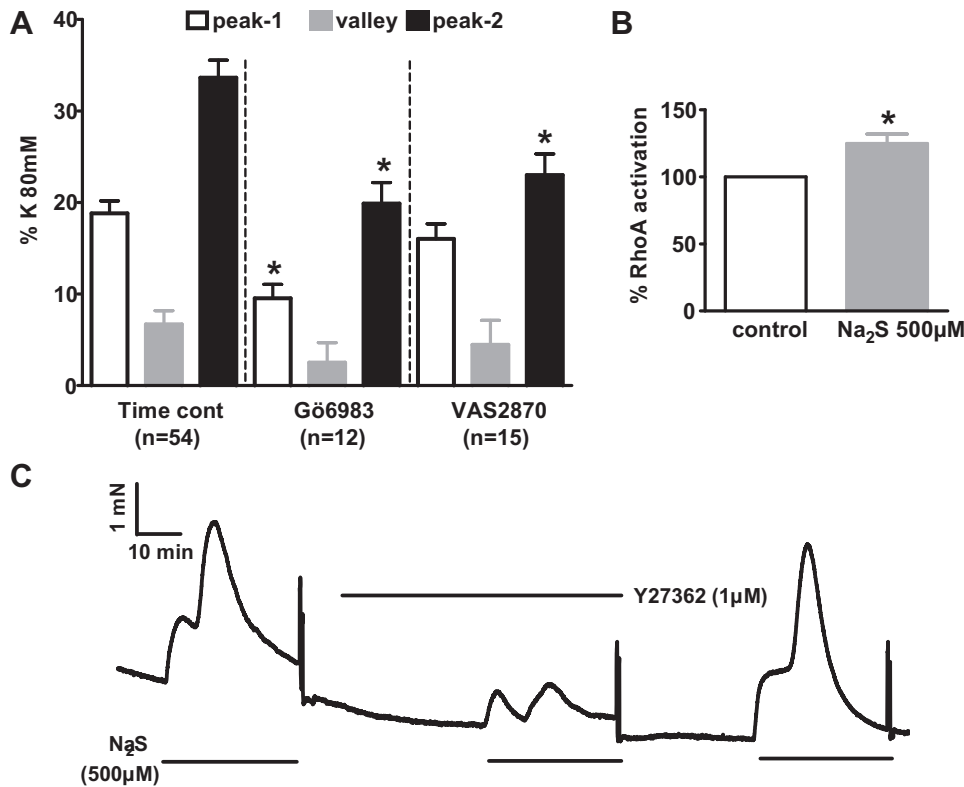 A
peak-1 valley peak-2
% K 80mM
40
30
20
10
0
*
*
*
Time cont
(n=54)
Gö6983
(n=12)
VAS2870
(n=15)
B
% RhoA activation
150
100
50
0
*
control
Na₂S 500µM
C
1 mN
10 min
Y27362 (1µM)
Na₂S
(500µM)